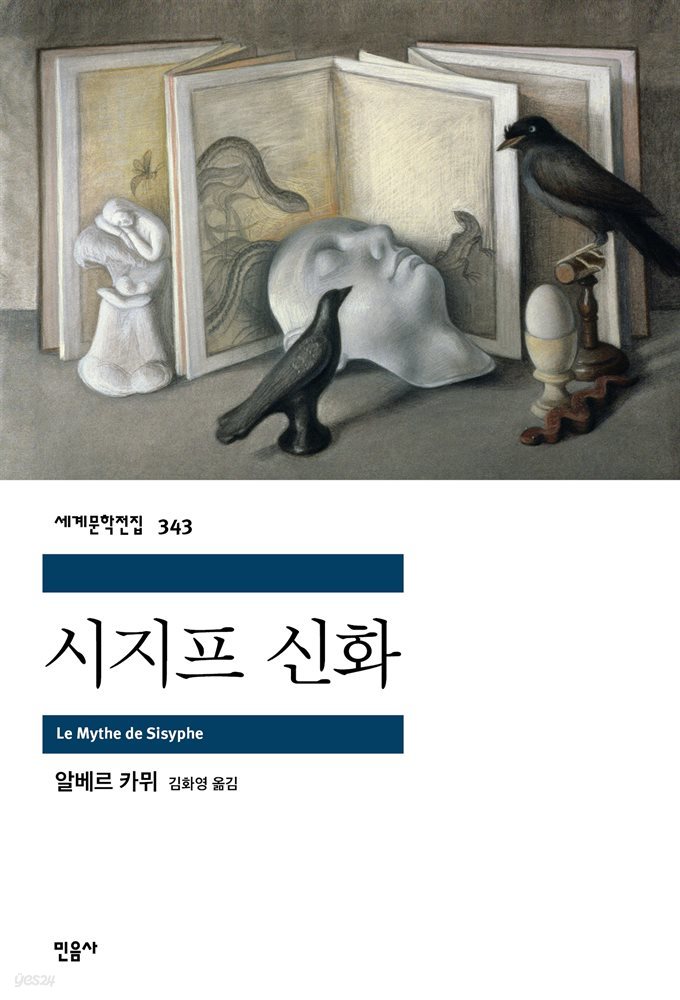 세계문학전집 343
시지프 신화
Le Mythe de Sisyphe
알베르 카뮈 김화영 옮김
민음사
yes24